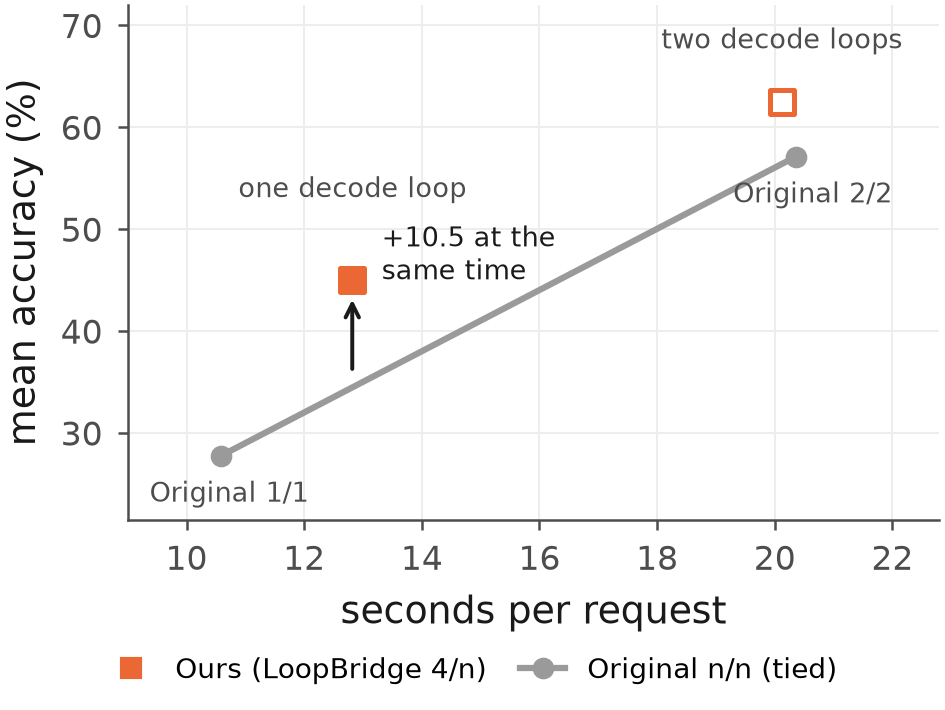 70
60
50
40
30
mean accuracy (%)
two decode loops
one decode loop
Original 2/2
+10.5 at the
same time
Original 1/1
10 12 14 16 18 20 22
seconds per request
Ours (LoopBridge 4/n) Original n/n (tied)